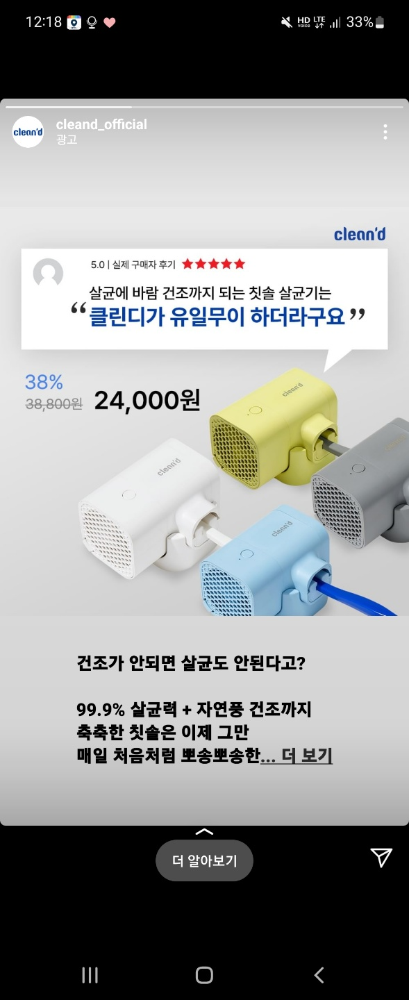 12:18 HD voice LTE 33%
clean'd cleand_official
광고
clean'd
5.0 | 실제 구매자 후기 ★★★★★
살균에 바람 건조까지 되는 칫솔 살균기는
“클린디가 유일무이 하더라구요”
38%
38,800원 24,000원
clean'd
clean'd
clean'd
건조가 안되면 살균도 안된다고?
99.9% 살균력 + 자연풍 건조까지
축축한 칫솔은 이제 그만
매일 처음처럼 뽀송뽀송한... 더 보기
더 알아보기